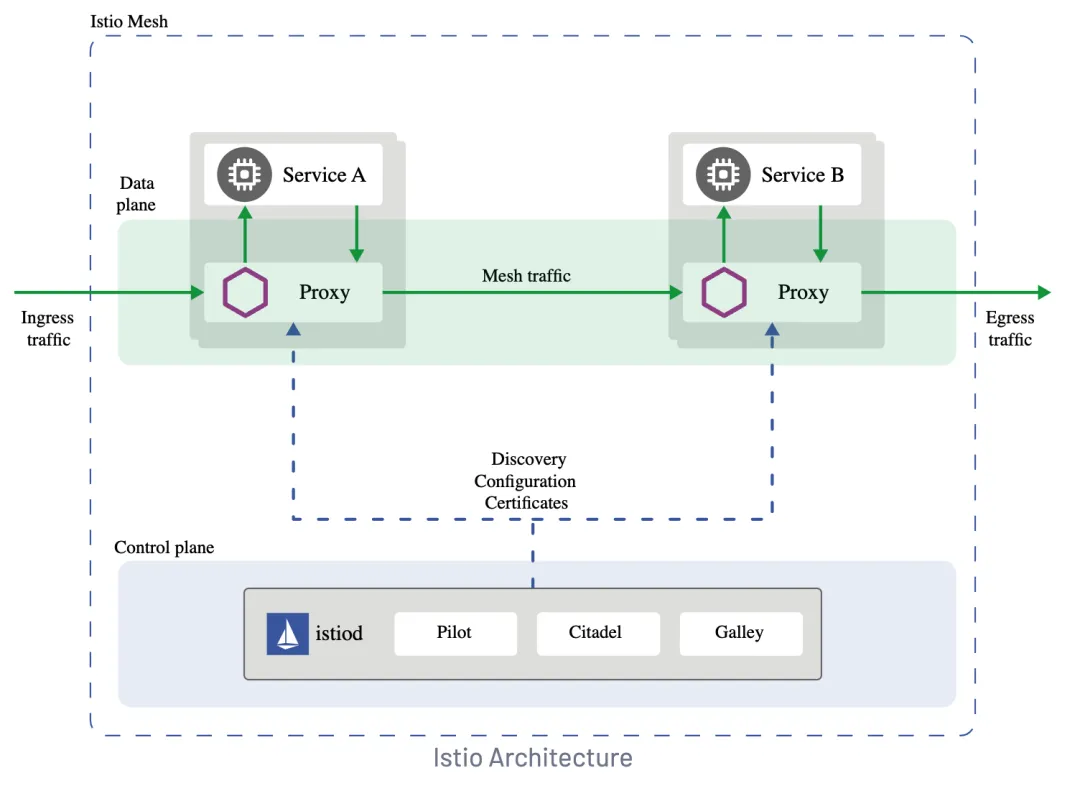 Istio Mesh
Data
plane
Service A
Service B
Proxy
Mesh traffic
Proxy
Ingress
traffic
Egress
traffic
Discovery
Configuration
Certificates
Control plane
istiod
Pilot
Citadel
Galley
Istio Architecture